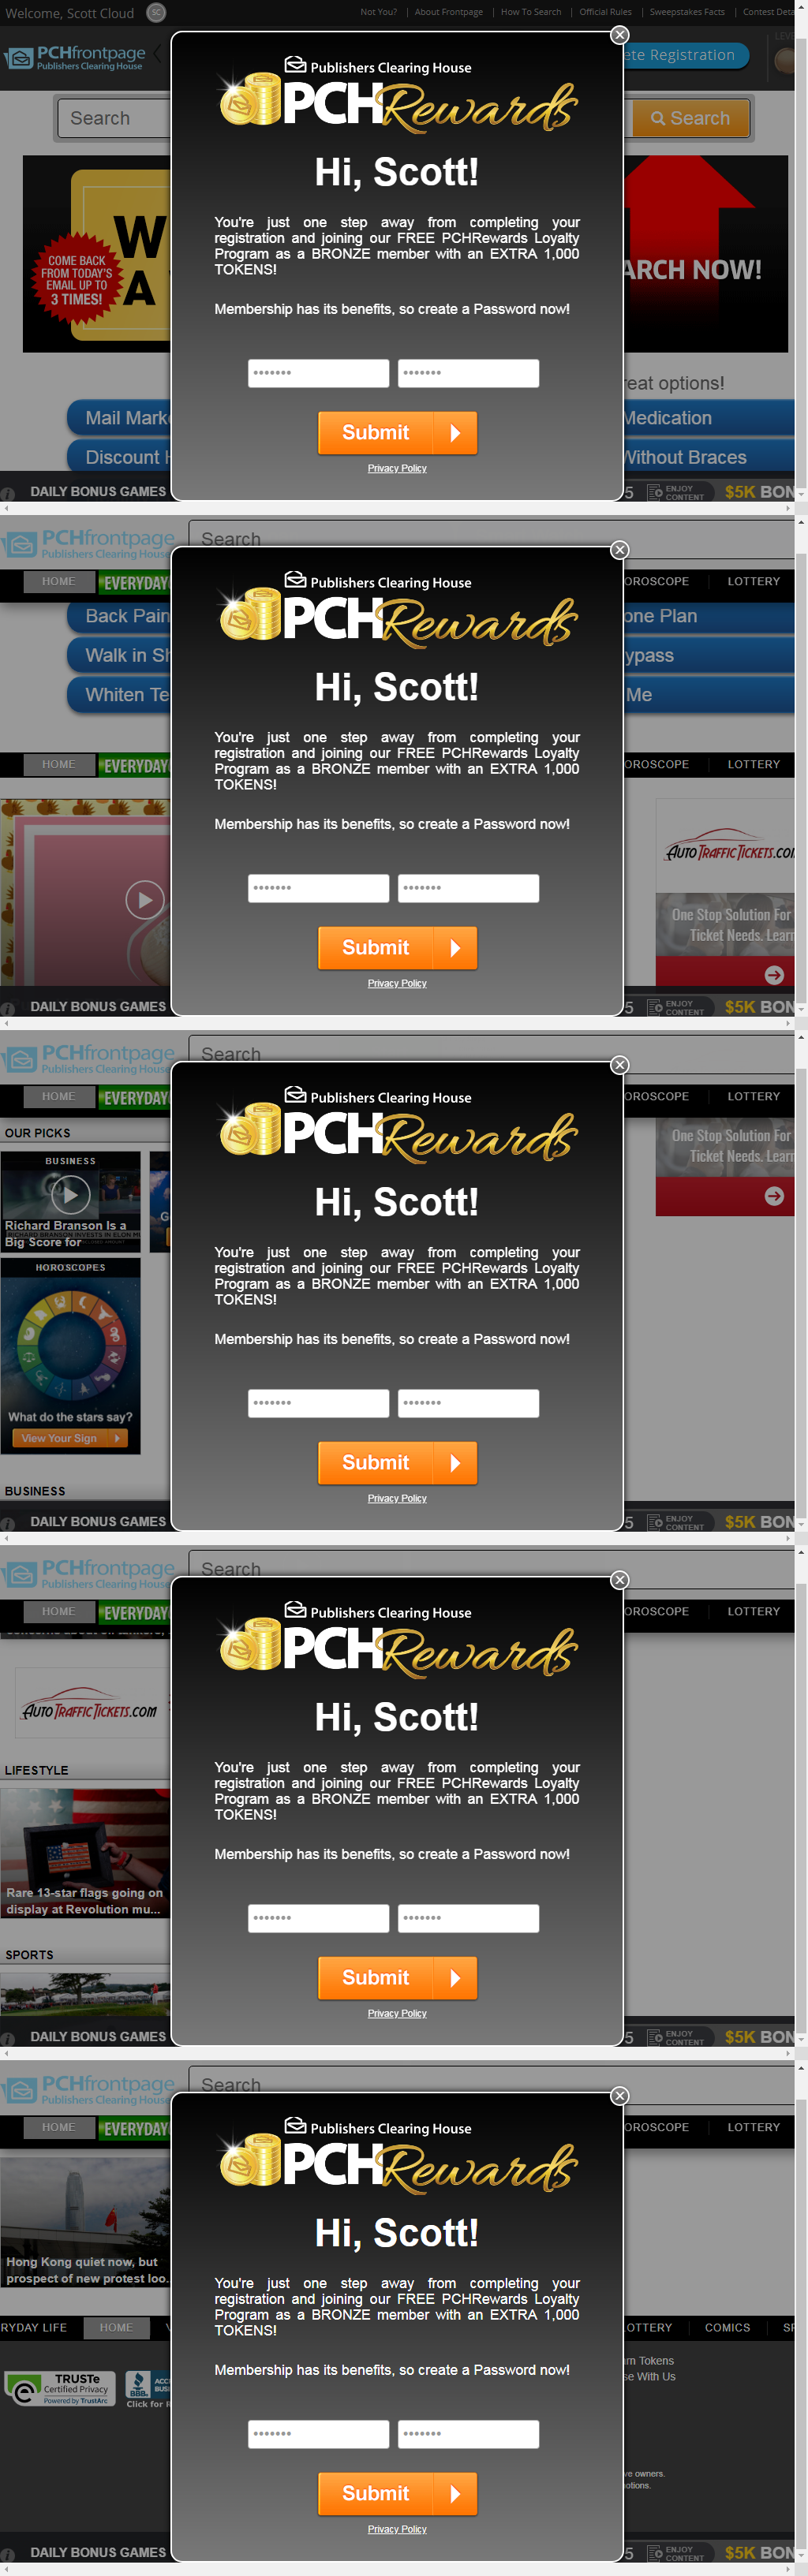 Welcome, Scott Cloud SC
Not You? | About Frontpage | How To Search | Official Rules | Sweepstakes Facts | Contest Deta
PCHfrontpage
Publishers Clearing House
ete Registration
LEVE
Search
Search
COME BACK
FROM TODAY'S
EMAIL UP TO
3 TIMES!
W
A
ARCH NOW!
Publishers Clearing House
PCHRewards
Hi, Scott!
You're just one step away from completing your
registration and joining our FREE PCHRewards Loyalty
Program as a BRONZE member with an EXTRA 1,000
TOKENS!
Membership has its benefits, so create a Password now!
Submit
Privacy Policy
reat options!
Mail Mark
Medication
Discount H
Without Braces
DAILY BONUS GAMES
5
ENJOY
CONTENT
$5K BON
PCHfrontpage
Publishers Clearing House
Search
HOME
EVERYDAY
OROSCOPE
LOTTERY
Back Pain
one Plan
Walk in Sh
ypass
Whiten Te
Me
HOME
EVERYDAY
OROSCOPE
LOTTERY
Publishers Clearing House
PCHRewards
Hi, Scott!
You're just one step away from completing your
registration and joining our FREE PCHRewards Loyalty
Program as a BRONZE member with an EXTRA 1,000
TOKENS!
Membership has its benefits, so create a Password now!
Submit
Privacy Policy
AUTOTRAFFICTICKETS.COM
One Stop Solution For
Ticket Needs. Learn
DAILY BONUS GAMES
5
ENJOY
CONTENT
$5K BON
PCHfrontpage
Publishers Clearing House
Search
HOME
EVERYDAY
OROSCOPE
LOTTERY
OUR PICKS
BUSINESS
Richard Branson Is a
Big Score for
HOROSCOPES
What do the stars say?
View Your Sign
BUSINESS
Publishers Clearing House
PCHRewards
Hi, Scott!
You're just one step away from completing your
registration and joining our FREE PCHRewards Loyalty
Program as a BRONZE member with an EXTRA 1,000
TOKENS!
Membership has its benefits, so create a Password now!
Submit
Privacy Policy
One Stop Solution For
Ticket Needs. Learn
DAILY BONUS GAMES
5
ENJOY
CONTENT
$5K BON
PCHfrontpage
Publishers Clearing House
Search
HOME
EVERYDAY
OROSCOPE
LOTTERY
AUTOTRAFFICTICKETS.COM
LIFESTYLE
Rare 13-star flags going on
display at Revolution mu...
SPORTS
Publishers Clearing House
PCHRewards
Hi, Scott!
You're just one step away from completing your
registration and joining our FREE PCHRewards Loyalty
Program as a BRONZE member with an EXTRA 1,000
TOKENS!
Membership has its benefits, so create a Password now!
Submit
Privacy Policy
DAILY BONUS GAMES
5
ENJOY
CONTENT
$5K BON
PCHfrontpage
Publishers Clearing House
Search
HOME
EVERYDAY
OROSCOPE
LOTTERY
Hong Kong quiet now, but
prospect of new protest loo.
RYDAY LIFE
HOME
OTTERY
COMICS
SP
Publishers Clearing House
PCHRewards
Hi, Scott!
You're just one step away from completing your
registration and joining our FREE PCHRewards Loyalty
Program as a BRONZE member with an EXTRA 1,000
TOKENS!
Membership has its benefits, so create a Password now!
Submit
Privacy Policy
TRUSTe
Certified Privacy
Powered by TrustArc
BBB
ACC
BUSI
Click for R
rn Tokens
se With Us
ve owners.
otions.
DAILY BONUS GAMES
5
ENJOY
CONTENT
$5K BON